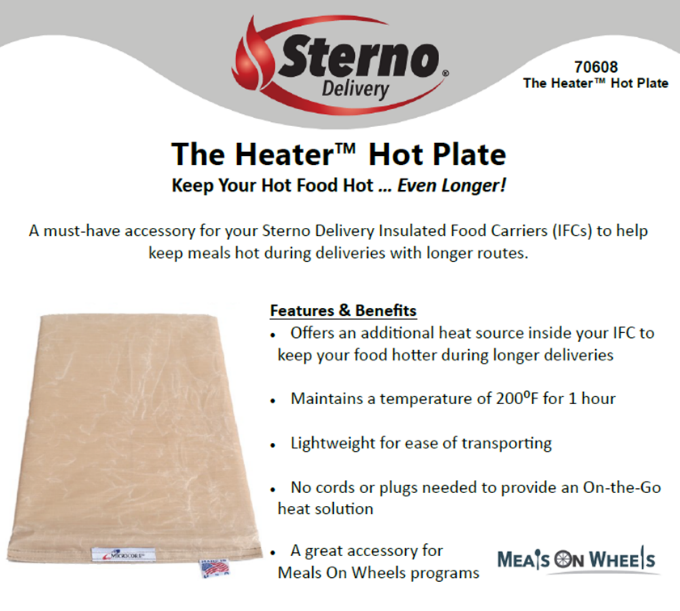 Sterno®
Delivery
70608
The Heater™ Hot Plate
The Heater™ Hot Plate
Keep Your Hot Food Hot ... Even Longer!
A must-have accessory for your Sterno Delivery Insulated Food Carriers (IFCs) to help
keep meals hot during deliveries with longer routes.
Features & Benefits
• Offers an additional heat source inside your IFC to
keep your food hotter during longer deliveries
• Maintains a temperature of 200⁰F for 1 hour
• Lightweight for ease of transporting
• No cords or plugs needed to provide an On-the-Go
heat solution
• A great accessory for
Meals On Wheels programs
MEALS ON WHEELS